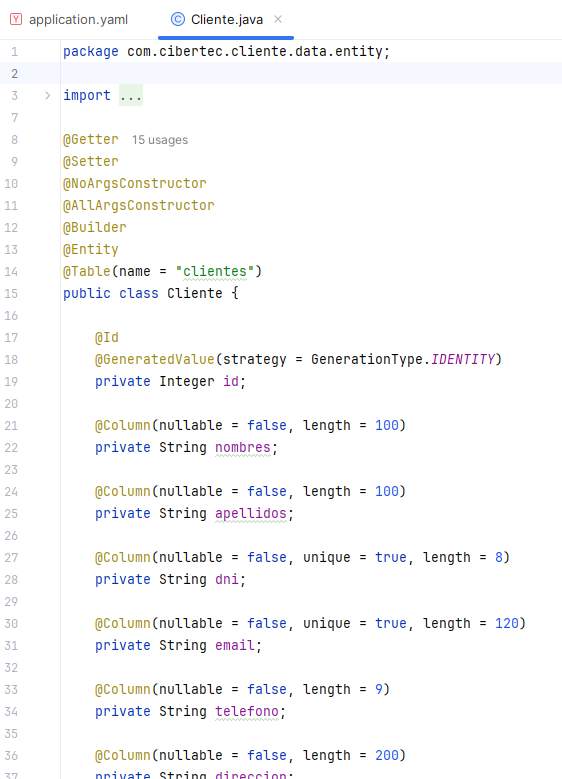 application.yaml
Cliente.java
1 package com.cibertec.cliente.data.entity;
2
3 import ...
7
8 @Getter 15 usages
9 @Setter
10 @NoArgsConstructor
11 @AllArgsConstructor
12 @Builder
13 @Entity
14 @Table(name = "clientes")
15 public class Cliente {
16
17 @Id
18 @GeneratedValue(strategy = GenerationType.IDENTITY)
19 private Integer id;
20
21 @Column(nullable = false, length = 100)
22 private String nombres;
23
24 @Column(nullable = false, length = 100)
25 private String apellidos;
26
27 @Column(nullable = false, unique = true, length = 8)
28 private String dni;
29
30 @Column(nullable = false, unique = true, length = 120)
31 private String email;
32
33 @Column(nullable = false, length = 9)
34 private String telefono;
35
36 @Column(nullable = false, length = 200)
37 private String direccion;